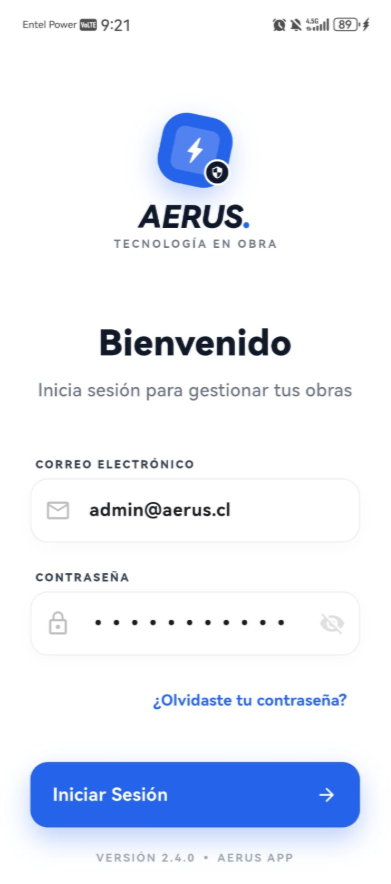 Entel Power VoLTE 9:21 4.5G 89
AERUS.
TECNOLOGÍA EN OBRA
Bienvenido
Inicia sesión para gestionar tus obras
CORREO ELECTRÓNICO
admin@aerus.cl
CONTRASEÑA
• • • • • • • • • • •
¿Olvidaste tu contraseña?
Iniciar Sesión →
VERSIÓN 2.4.0 • AERUS APP